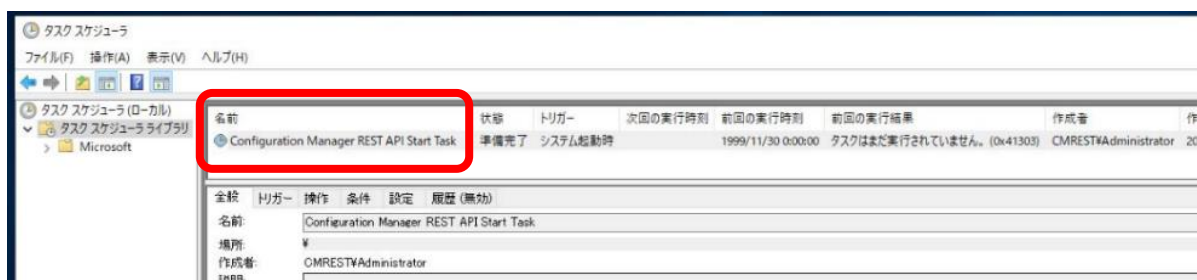 タスク スケジューラ
ファイル(F) 操作(A) 表示(V) ヘルプ(H)
タスク スケジューラ (ローカル)
タスク スケジューラ ライブラリ
Microsoft
名前 状態 トリガー 次回の実行時刻 前回の実行時刻 前回の実行結果 作成者 作
Configuration Manager REST API Start Task 準備完了 システム起動時 1999/11/30 0:00:00 タスクはまだ実行されていません。 (0x41303) CMREST¥Administrator 20
全般 トリガー 操作 条件 設定 履歴 (無効)
名前: Configuration Manager REST API Start Task
場所: ¥
作成者: CMREST¥Administrator